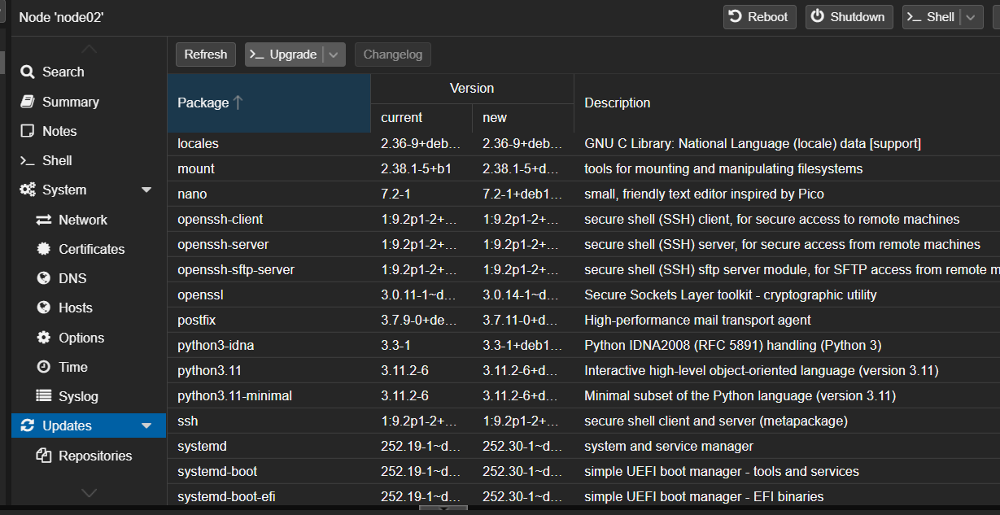 Node 'node02'
Reboot
Shutdown
>_ Shell
Search
Summary
Notes
>_ Shell
System
Network
Certificates
DNS
Hosts
Options
Time
Syslog
Updates
Repositories
Refresh
>_ Upgrade
Changelog
Package ↑ Version Description
current new
locales 2.36-9+deb... 2.36-9+deb... GNU C Library: National Language (locale) data [support]
mount 2.38.1-5+b1 2.38.1-5+d... tools for mounting and manipulating filesystems
nano 7.2-1 7.2-1+deb1... small, friendly text editor inspired by Pico
openssh-client 1:9.2p1-2+... 1:9.2p1-2+... secure shell (SSH) client, for secure access to remote machines
openssh-server 1:9.2p1-2+... 1:9.2p1-2+... secure shell (SSH) server, for secure access from remote machines
openssh-sftp-server 1:9.2p1-2+... 1:9.2p1-2+... secure shell (SSH) sftp server module, for SFTP access from remote m
openssl 3.0.11-1~d... 3.0.14-1~d... Secure Sockets Layer toolkit - cryptographic utility
postfix 3.7.9-0+de... 3.7.11-0+d... High-performance mail transport agent
python3-idna 3.3-1 3.3-1+deb1... Python IDNA2008 (RFC 5891) handling (Python 3)
python3.11 3.11.2-6 3.11.2-6+d... Interactive high-level object-oriented language (version 3.11)
python3.11-minimal 3.11.2-6 3.11.2-6+d... Minimal subset of the Python language (version 3.11)
ssh 1:9.2p1-2+... 1:9.2p1-2+... secure shell client and server (metapackage)
systemd 252.19-1~d... 252.30-1~d... system and service manager
systemd-boot 252.19-1~d... 252.30-1~d... simple UEFI boot manager - tools and services
systemd-boot-efi 252.19-1~d... 252.30-1~d... simple UEFI boot manager - EFI binaries